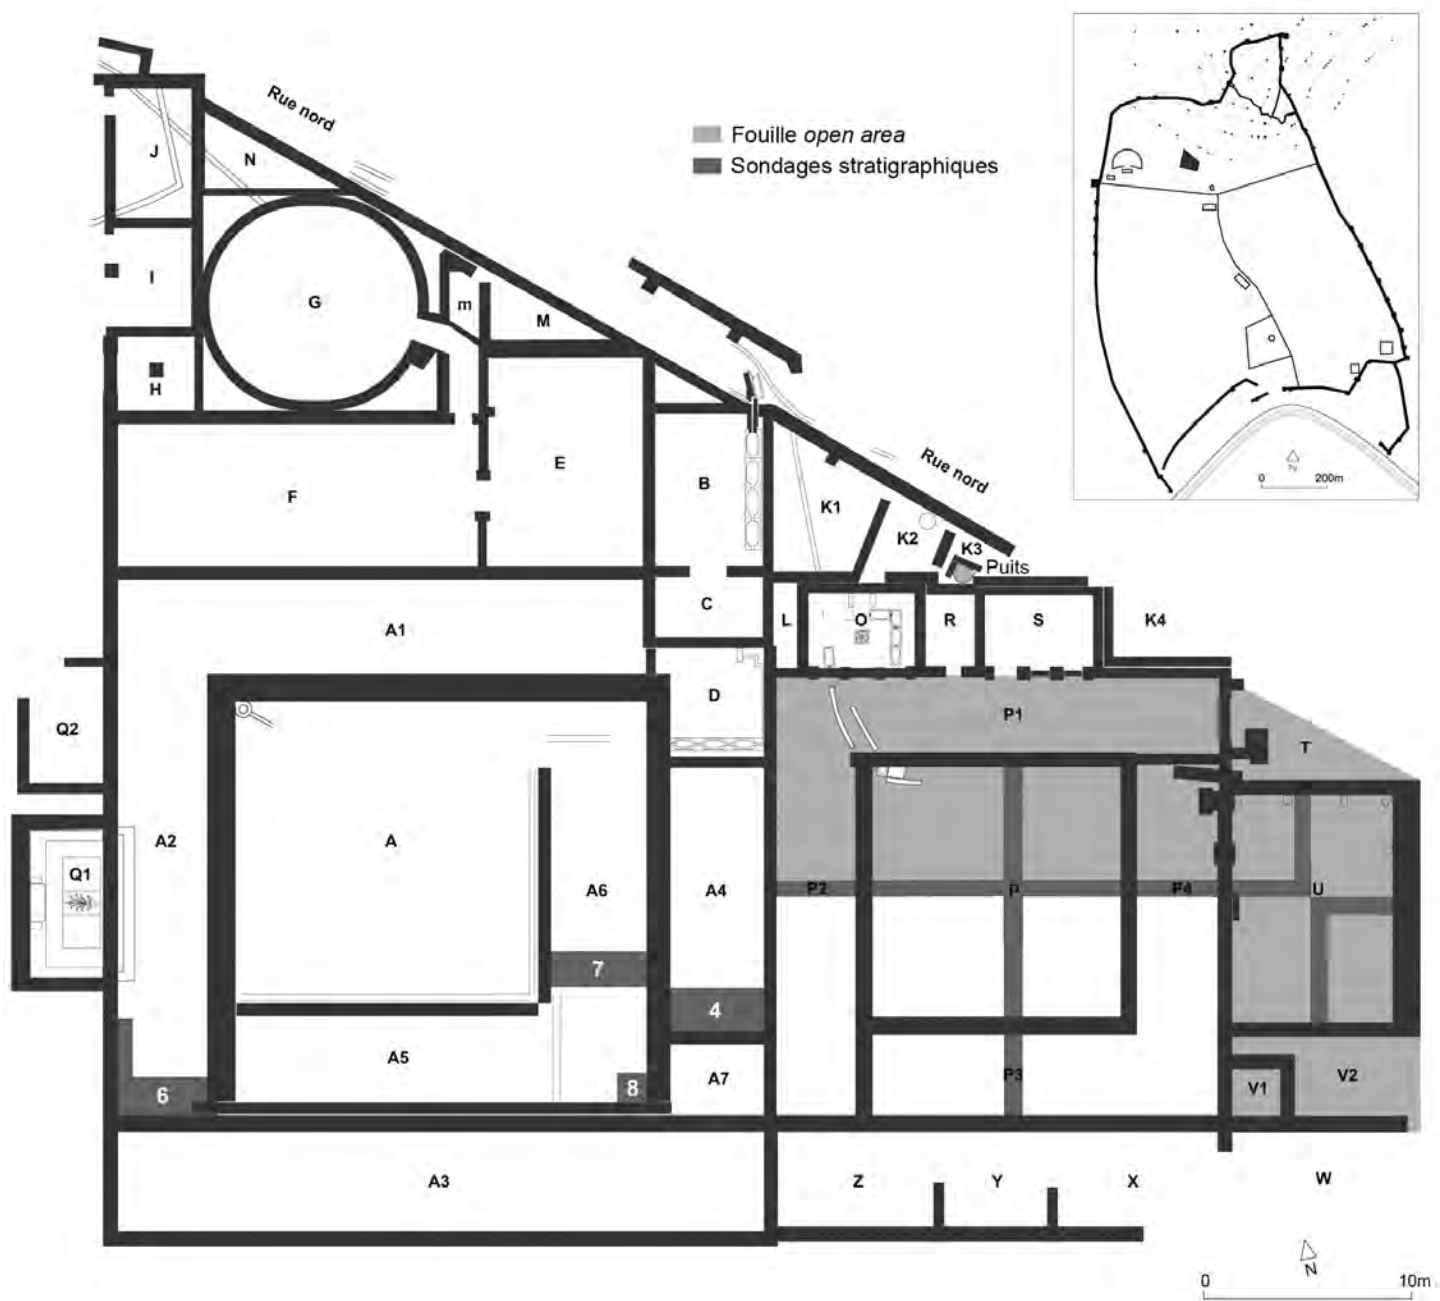 Rue nord
J
N
Fouille open area
Sondages stratigraphiques
I
G
m
M
H
N
0 200m
F
E
B
Rue nord
K1
K2
K3
Puits
C
L
O
R
S
K4
A1
D
P1
Q2
T
A2
A
Q1
A6
A4
P2
P
P4
U
7
4
A5
A7
P3
V1
V2
6
8
A3
Z
Y
X
W
N
0 10m